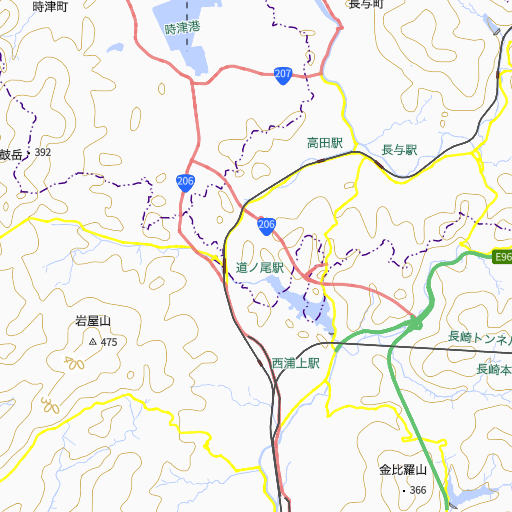 時津町
長与町
時津港
207
高田駅
長与駅
鼓岳
392
206
206
道ノ尾駅
E96
岩屋山
475
長崎トンネル
西浦上駅
長崎本
金比羅山
366